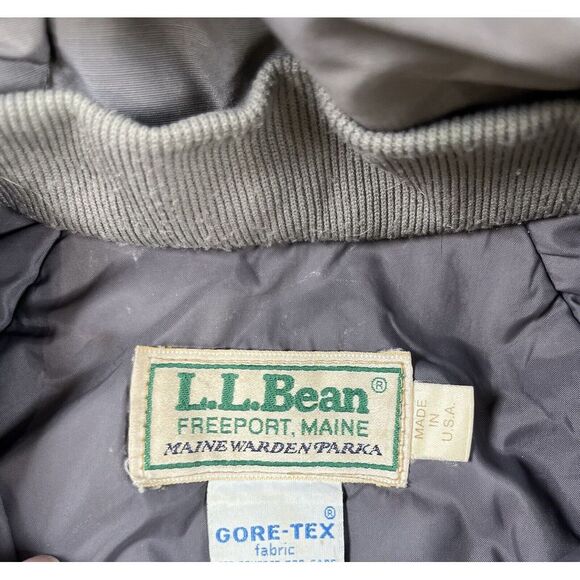 L.L.Bean®
FREEPORT, MAINE
MAINE WARDEN PARKA
MADE
IN
U.S.A.
GORE-TEX®
fabric